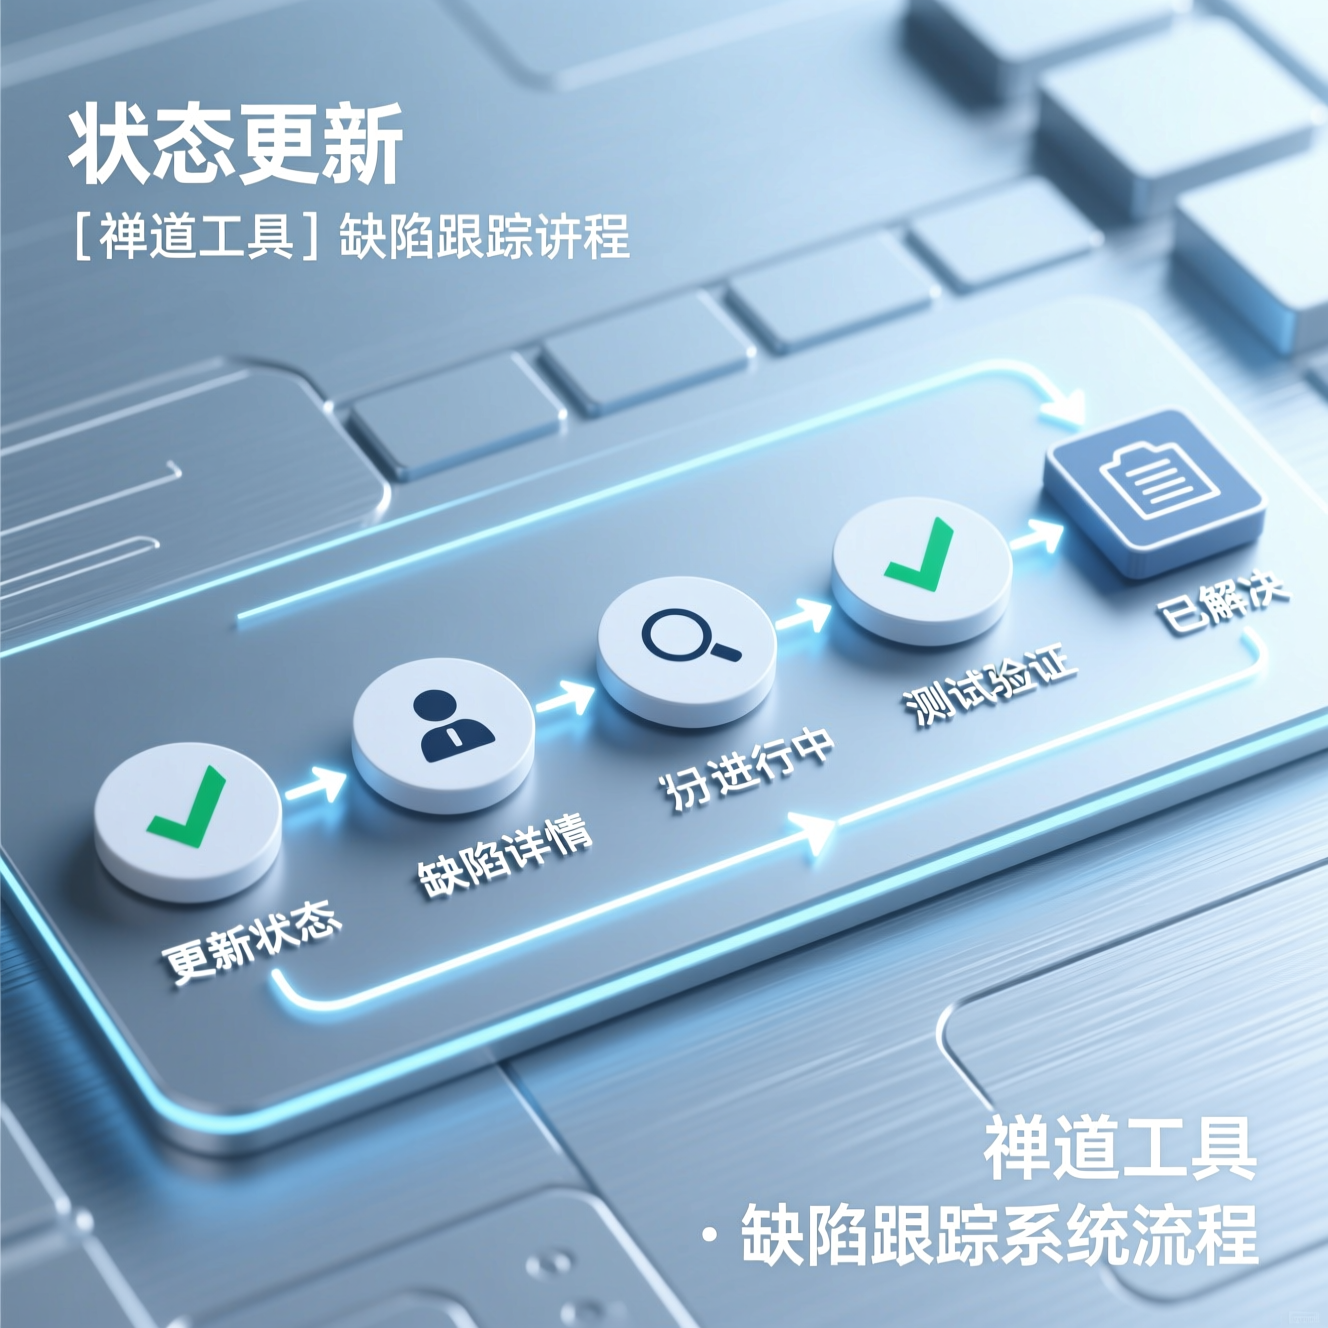 状态更新
[禅道工具] 缺陷跟踪讲程
更新状态
缺陷详情
进行中
测试验证
已解决
禅道工具
·缺陷跟踪系统流程